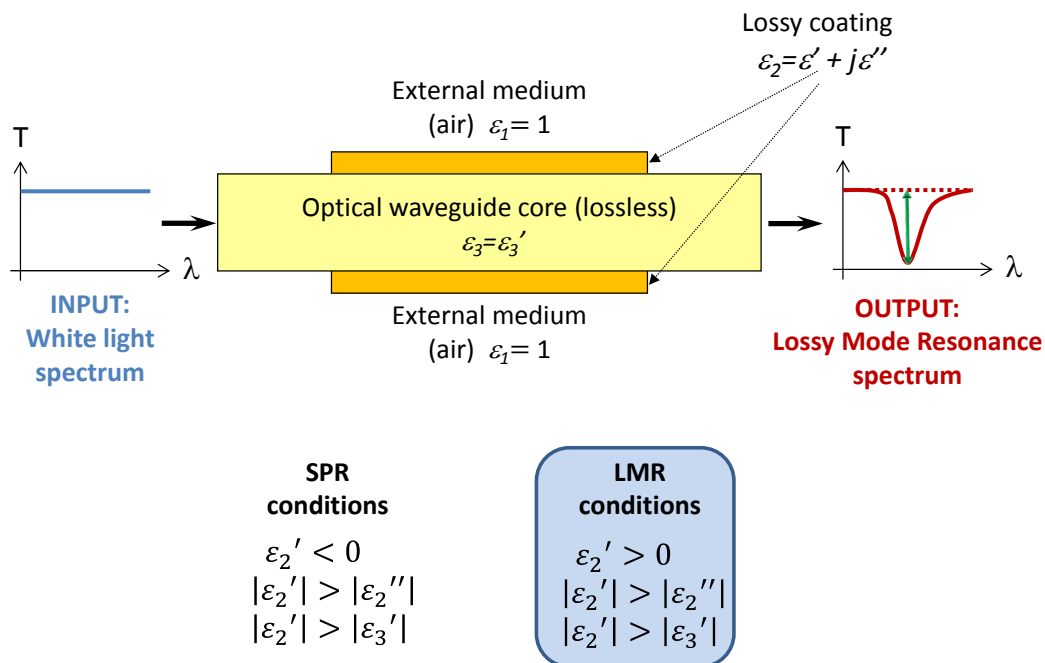 Lossy coating
ε₂=ε' + jε''
External medium
(air) ε₁= 1
T
λ
INPUT:
White light
spectrum
Optical waveguide core (lossless)
ε₃=ε₃'
External medium
(air) ε₁= 1
T
λ
OUTPUT:
Lossy Mode Resonance
spectrum
SPR
conditions
ε₂' < 0
|ε₂'| > |ε₂''|
|ε₂'| > |ε₃'|
LMR
conditions
ε₂' > 0
|ε₂'| > |ε₂''|
|ε₂'| > |ε₃'|